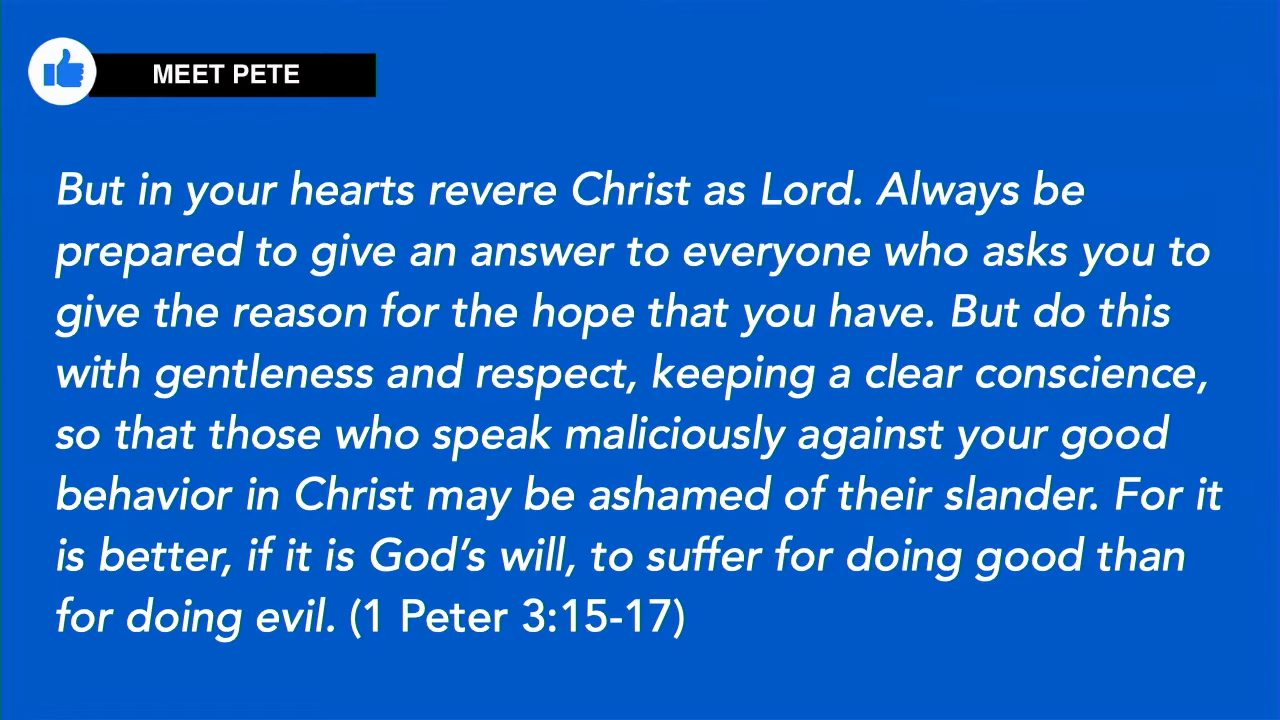 MEET PETE
But in your hearts revere Christ as Lord. Always be
prepared to give an answer to everyone who asks you to
give the reason for the hope that you have. But do this
with gentleness and respect, keeping a clear conscience,
so that those who speak maliciously against your good
behavior in Christ may be ashamed of their slander. For it
is better, if it is God’s will, to suffer for doing good than
for doing evil. (1 Peter 3:15-17)